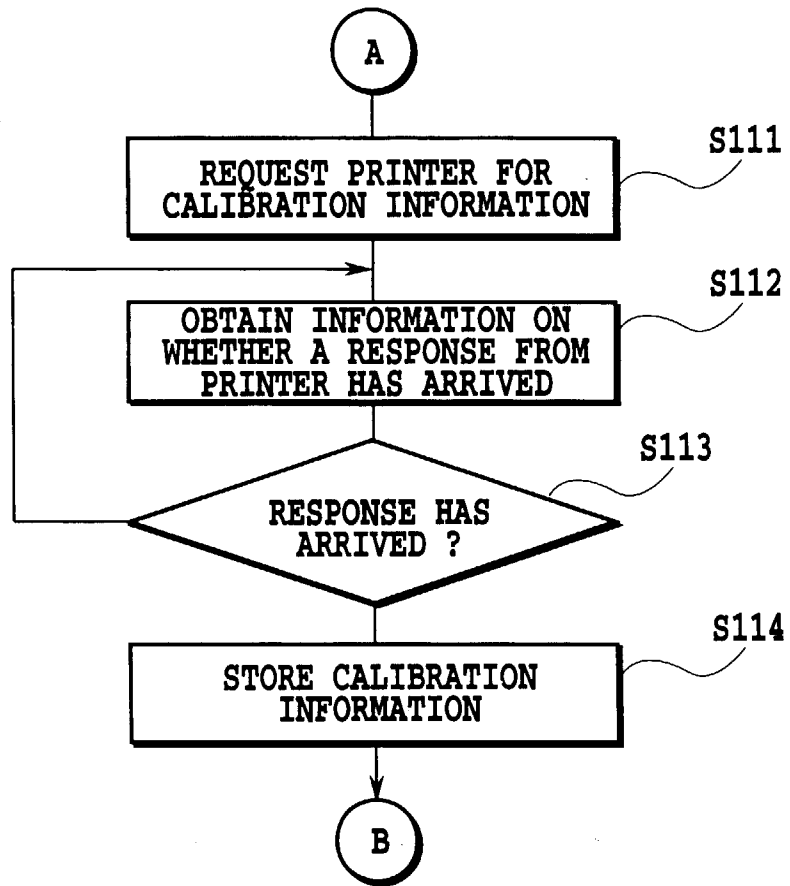 A
S111
REQUEST PRINTER FOR
CALIBRATION INFORMATION
S112
OBTAIN INFORMATION ON
WHETHER A RESPONSE FROM
PRINTER HAS ARRIVED
S113
RESPONSE HAS
ARRIVED ?
S114
STORE CALIBRATION
INFORMATION
B